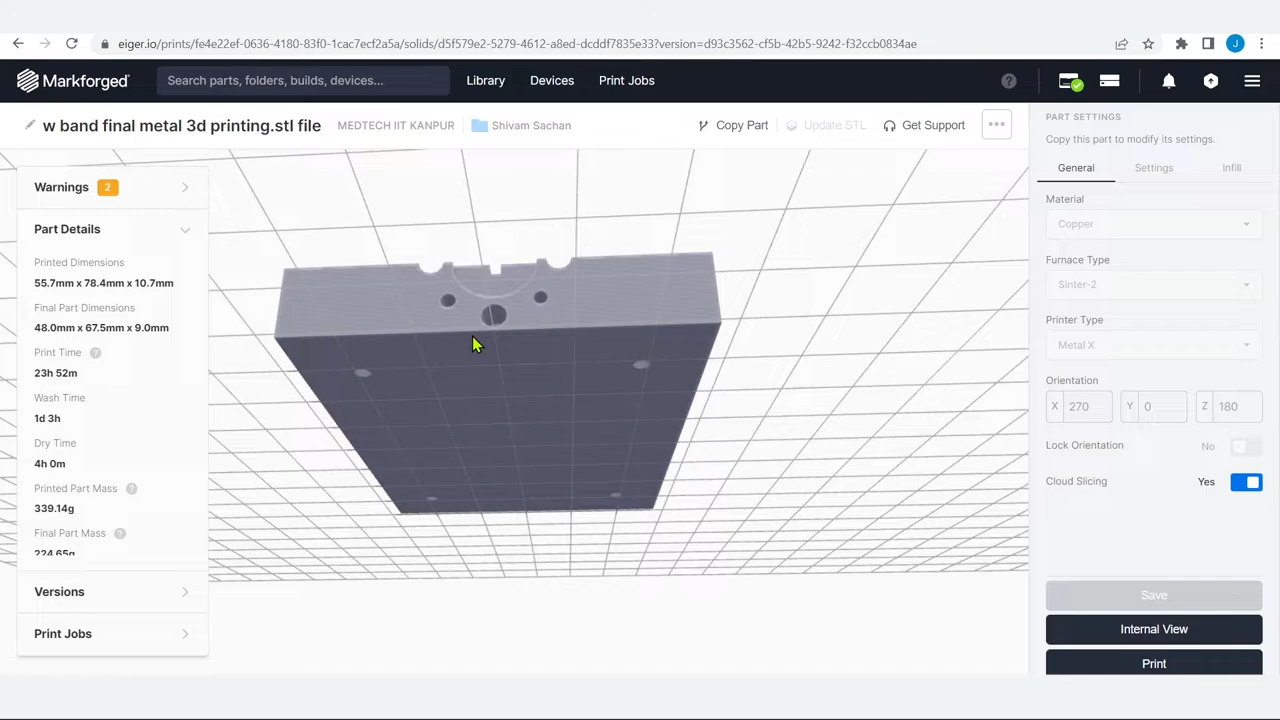 eiger.io/prints/fe4e22ef-0636-4180-83f0-1cac7ecf2a5a/solids/d5f579ed-5279-4612-a8ed-dcddf7835e33?version=d93c3562-cf5b-42b5-9242-f32ccb0834ae
J
Markforged
Search parts, folders, builds, devices...
Library
Devices
Print Jobs
w band final metal 3d printing.stl file
MEDTECH IIT KANPUR
Shivam Sachan
Copy Part
Update STL
Get Support
Warnings 2
Part Details
Printed Dimensions
55.7mm x 78.4mm x 10.7mm
Final Part Dimensions
48.0mm x 67.5mm x 9.0mm
Print Time ?
23h 52m
Wash Time
1d 3h
Dry Time
4h 0m
Printed Part Mass ?
339.14g
Final Part Mass ?
224.65g
Versions
Print Jobs
PART SETTINGS
Copy this part to modify its settings.
General Settings Infill
Material
Copper
Furnace Type
Sinter-2
Printer Type
Metal X
Orientation
X 270 Y 0 Z 180
Lock Orientation No
Cloud Slicing Yes
Save
Internal View
Print